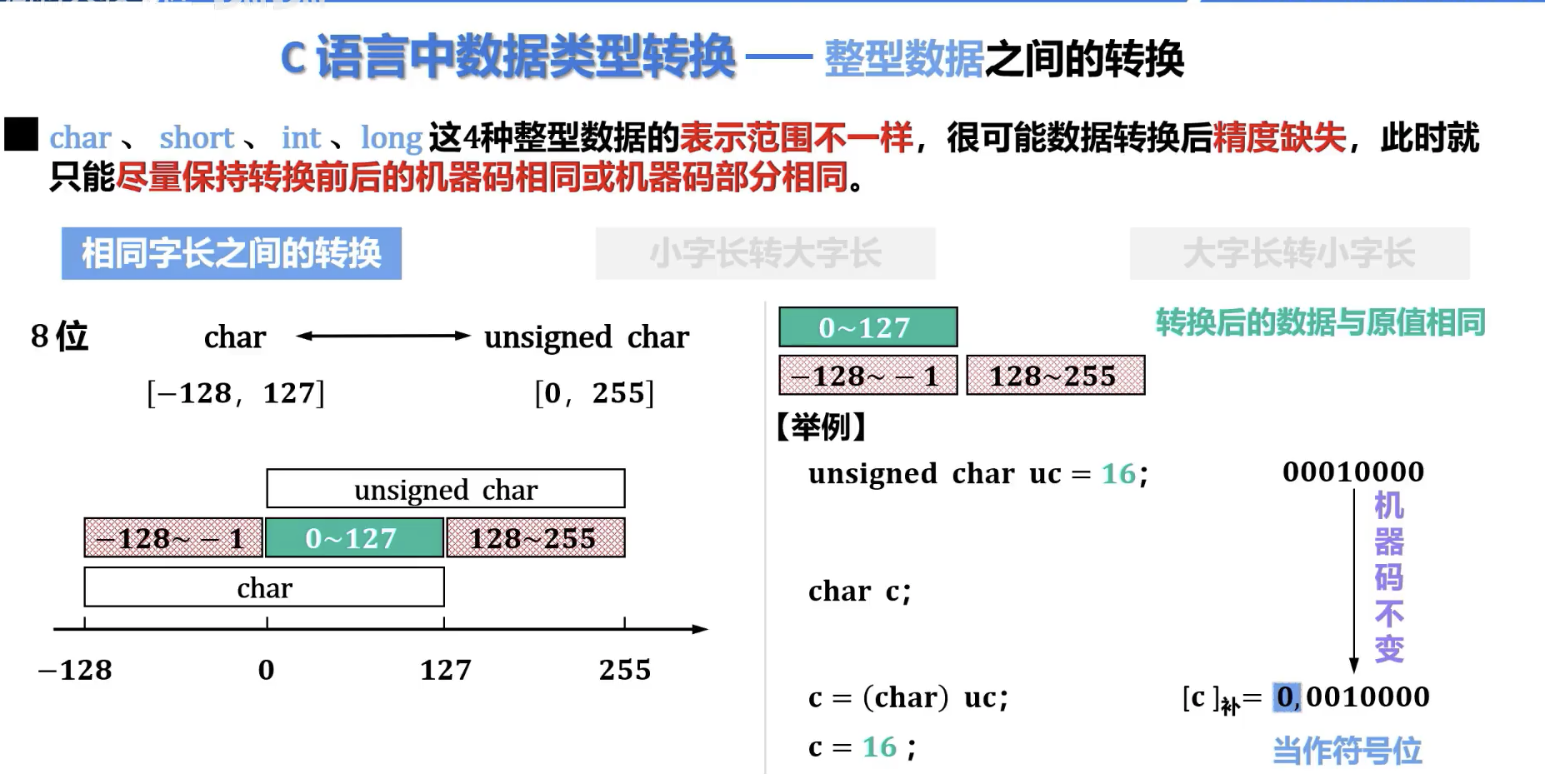 C 语言中数据类型转换 —— 整型数据之间的转换
char 、 short 、 int 、long 这4种整型数据的表示范围不一样，很可能数据转换后精度缺失，此时就
只能尽量保持转换前后的机器码相同或机器码部分相同。
相同字长之间的转换
小字长转大字长
大字长转小字长
8 位
char
unsigned char
[−128，127]
[0，255]
unsigned char
−128~ − 1
0~127
128~255
char
−128
0
127
255
0~127
转换后的数据与原值相同
−128~ − 1
128~255
【举例】
unsigned char uc = 16；
00010000
机器码不变
char c；
c = (char) uc；
[c ]补= 0,0010000
c = 16；
当作符号位